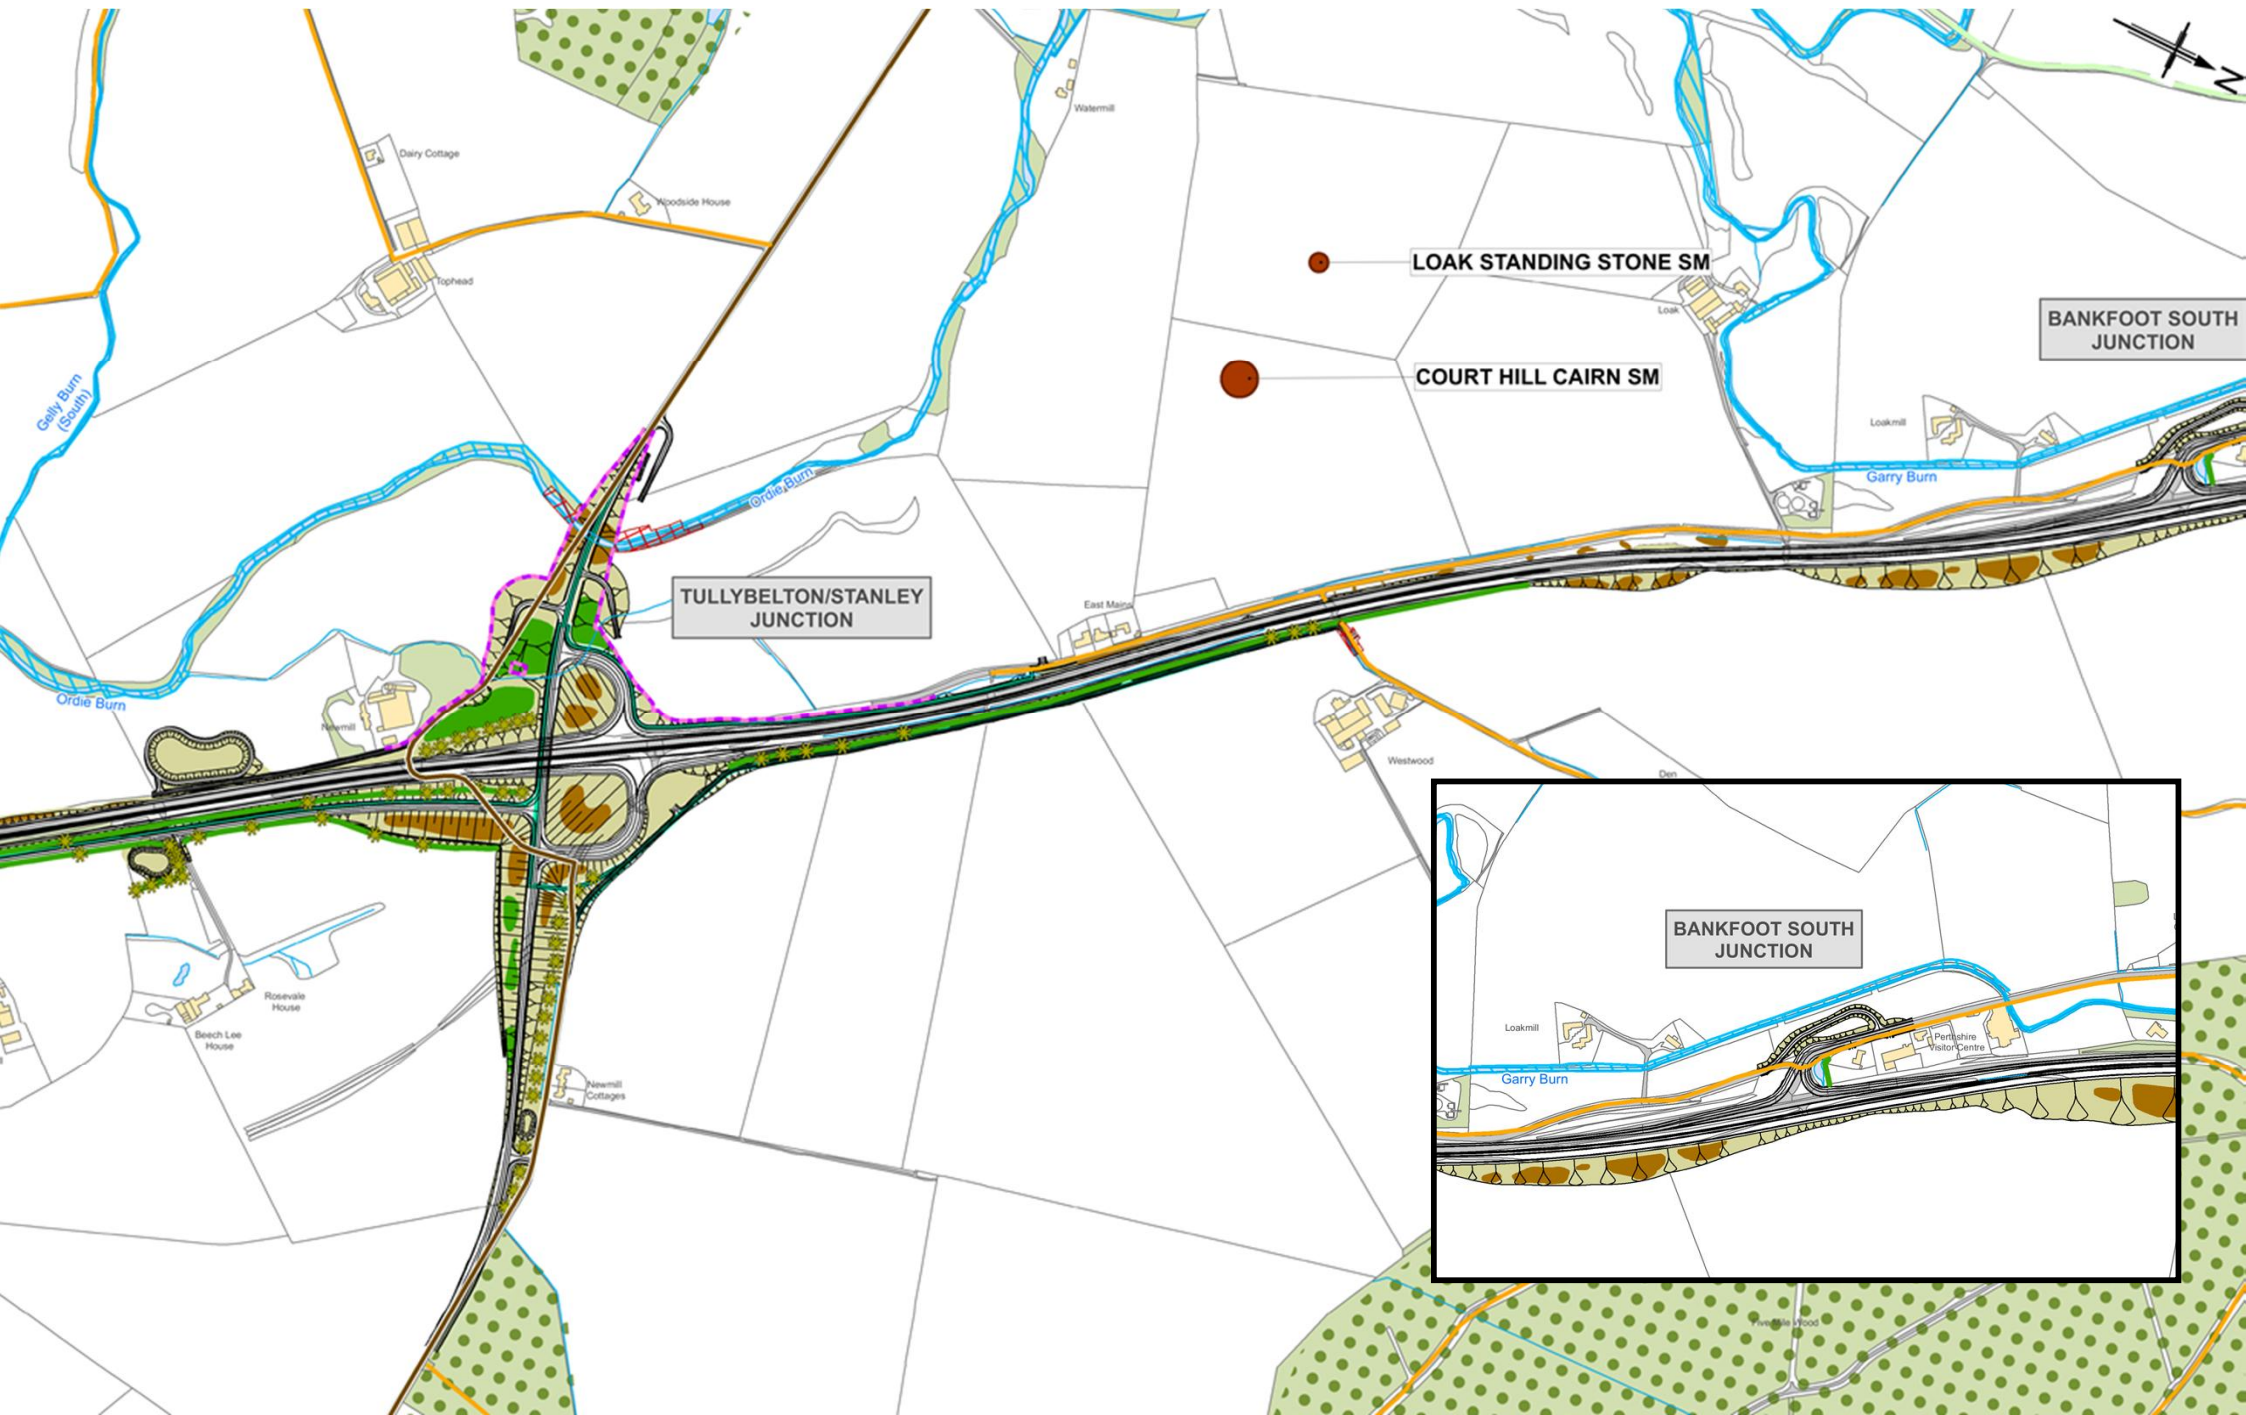 N
Watermill
Dairy Cottage
Woodside House
Tophead
LOAK STANDING STONE SM
Loak
BANKFOOT SOUTH
JUNCTION
COURT HILL CAIRN SM
Gelly Burn
(South)
Loakmill
Garry Burn
Ordie Burn
TULLYBELTON/STANLEY
JUNCTION
East Mains
Ordie Burn
Newmill
Westwood
Den
BANKFOOT SOUTH
JUNCTION
Rosevale
House
Beech Lee
House
Loakmill
Perthshire
Visitor Centre
Garry Burn
Newmill
Cottages
Five Mile Wood